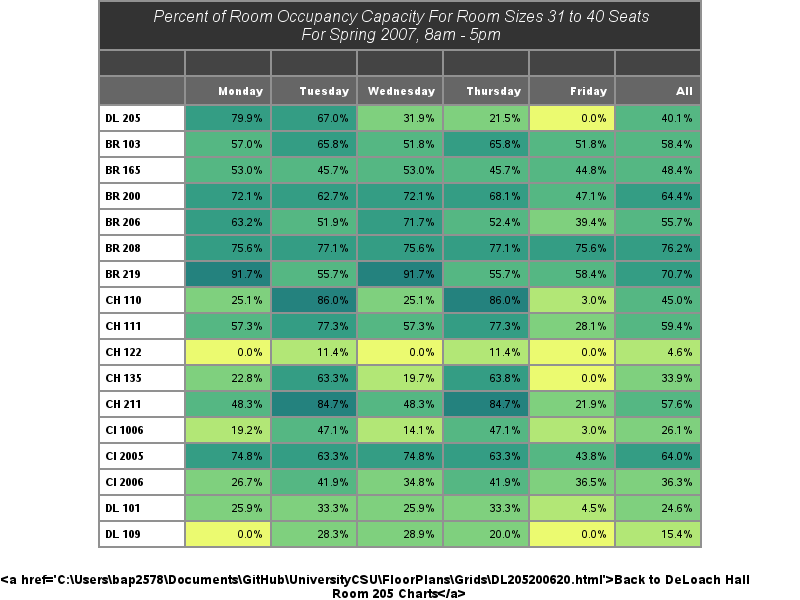 Percent of Room Occupancy Capacity For Room Sizes 31 to 40 Seats
For Spring 2007, 8am - 5pm
Monday Tuesday Wednesday Thursday Friday All
DL 205 79.9% 67.0% 31.9% 21.5% 0.0% 40.1%
BR 103 57.0% 65.8% 51.8% 65.8% 51.8% 58.4%
BR 165 53.0% 45.7% 53.0% 45.7% 44.8% 48.4%
BR 200 72.1% 62.7% 72.1% 68.1% 47.1% 64.4%
BR 206 63.2% 51.9% 71.7% 52.4% 39.4% 55.7%
BR 208 75.6% 77.1% 75.6% 77.1% 75.6% 76.2%
BR 219 91.7% 55.7% 91.7% 55.7% 58.4% 70.7%
CH 110 25.1% 86.0% 25.1% 86.0% 3.0% 45.0%
CH 111 57.3% 77.3% 57.3% 77.3% 28.1% 59.4%
CH 122 0.0% 11.4% 0.0% 11.4% 0.0% 4.6%
CH 135 22.8% 63.3% 19.7% 63.8% 0.0% 33.9%
CH 211 48.3% 84.7% 48.3% 84.7% 21.9% 57.6%
CI 1006 19.2% 47.1% 14.1% 47.1% 3.0% 26.1%
CI 2005 74.8% 63.3% 74.8% 63.3% 43.8% 64.0%
CI 2006 26.7% 41.9% 34.8% 41.9% 36.5% 36.3%
DL 101 25.9% 33.3% 25.9% 33.3% 4.5% 24.6%
DL 109 0.0% 28.3% 28.9% 20.0% 0.0% 15.4%
<a href='C:\Users\bap2578\Documents\GitHub\UniversityCSU\FloorPlans\Grids\DL205200620.html'>Back to DeLoach Hall
Room 205 Charts</a>